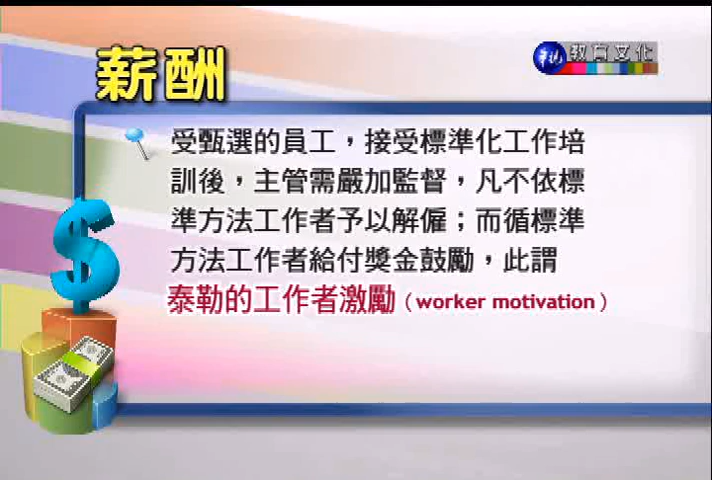 薪酬
華視 教育文化
受甄選的員工，接受標準化工作培
訓後，主管需嚴加監督，凡不依標
準方法工作者予以解僱；而循標準
方法工作者給付獎金鼓勵，此謂
泰勒的工作者激勵（worker motivation）